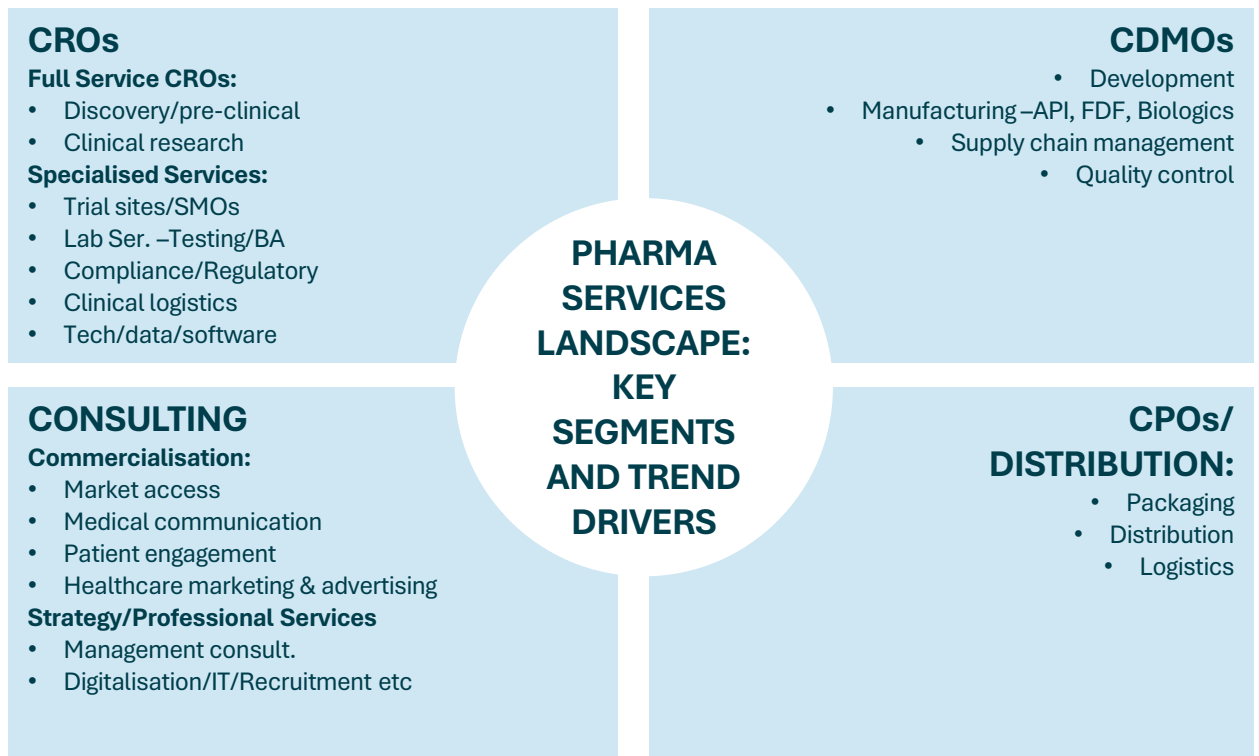 CROs
Full Service CROs:
• Discovery/pre-clinical
• Clinical research
Specialised Services:
• Trial sites/SMOs
• Lab Ser. –Testing/BA
• Compliance/Regulatory
• Clinical logistics
• Tech/data/software
CDMOs
• Development
• Manufacturing –API, FDF, Biologics
• Supply chain management
• Quality control
PHARMA
SERVICES
LANDSCAPE:
KEY
SEGMENTS
AND TREND
DRIVERS
CONSULTING
Commercialisation:
• Market access
• Medical communication
• Patient engagement
• Healthcare marketing & advertising
Strategy/Professional Services
• Management consult.
• Digitalisation/IT/Recruitment etc
CPOs/
DISTRIBUTION:
• Packaging
• Distribution
• Logistics